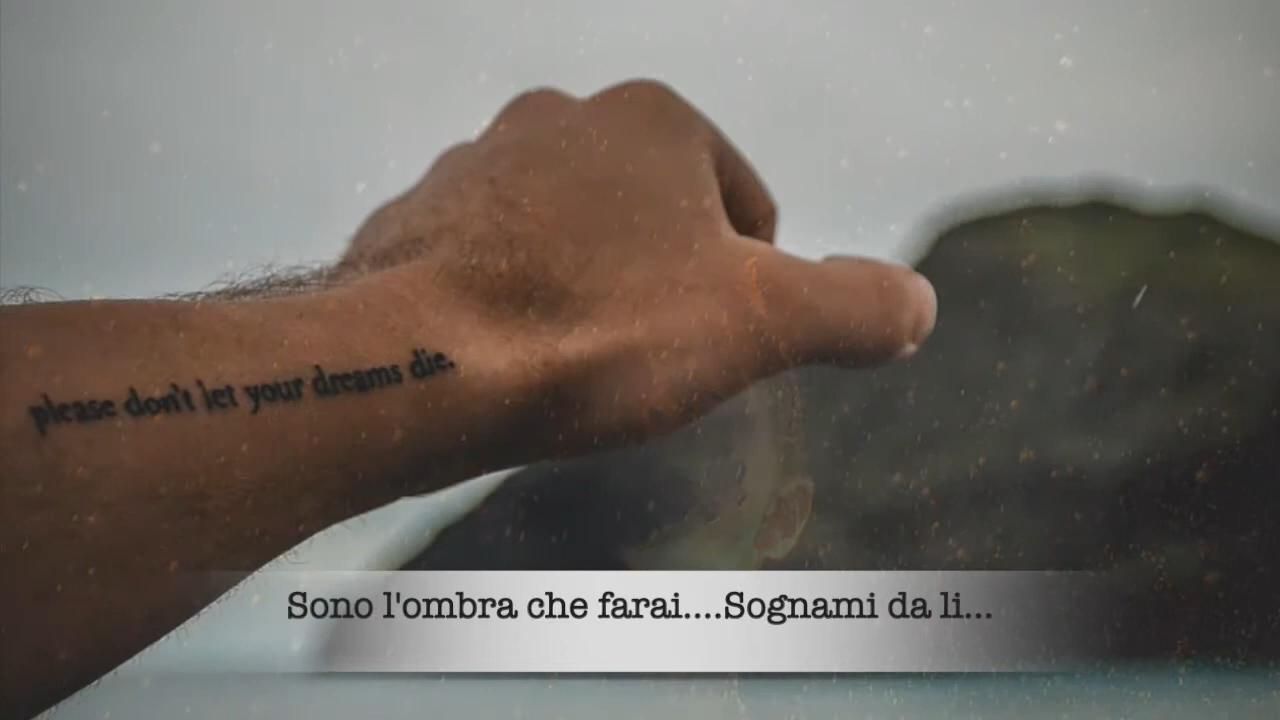 please don't let your dreams die.
Sono l'ombra che farai....Sognami da li...